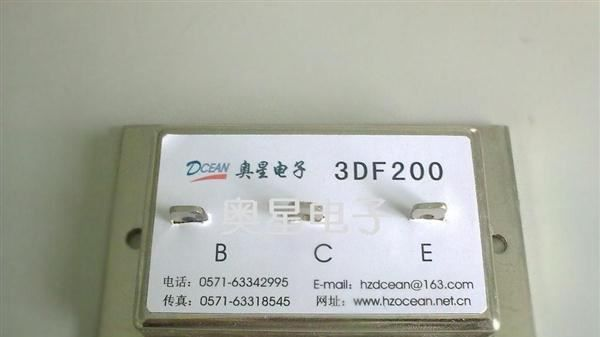 DCEAN 奥星电子 3DF200
奥星电子
B C E
电话：0571-63342995 E-mail：hzdcean@163.com
传真：0571-63318545 网址：www.hzocean.net.cn